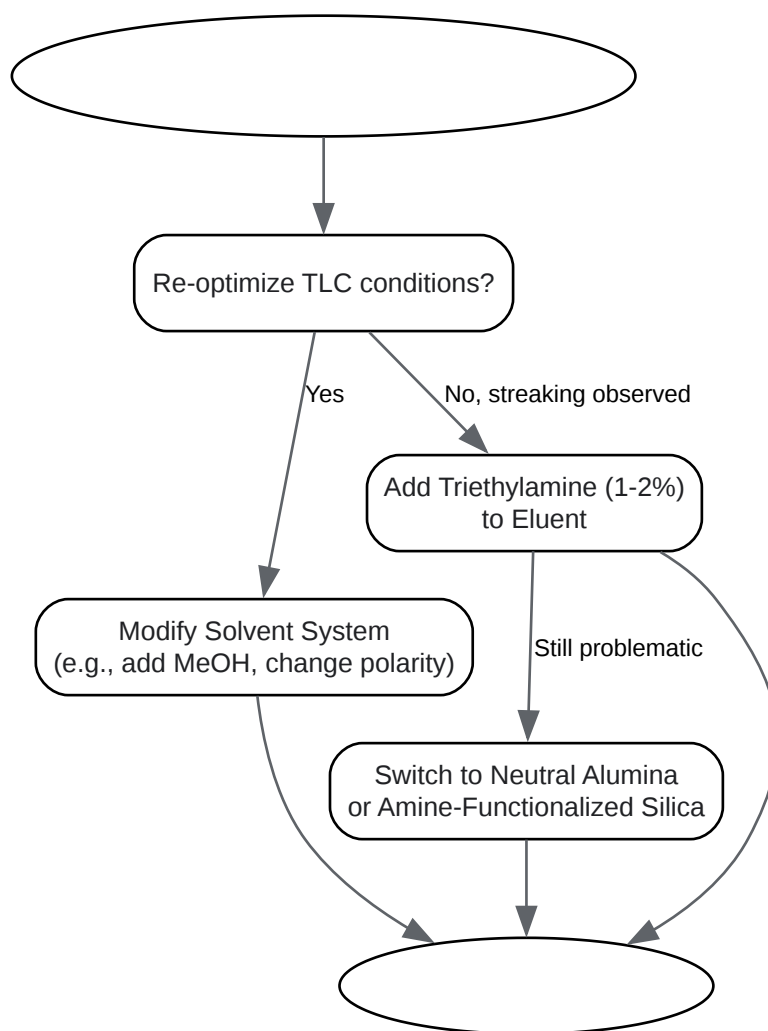 Re-optimize TLC conditions?
Yes
No, streaking observed
Add Triethylamine (1-2%)
to Eluent
Modify Solvent System
(e.g., add MeOH, change polarity)
Still problematic
Switch to Neutral Alumina
or Amine-Functionalized Silica